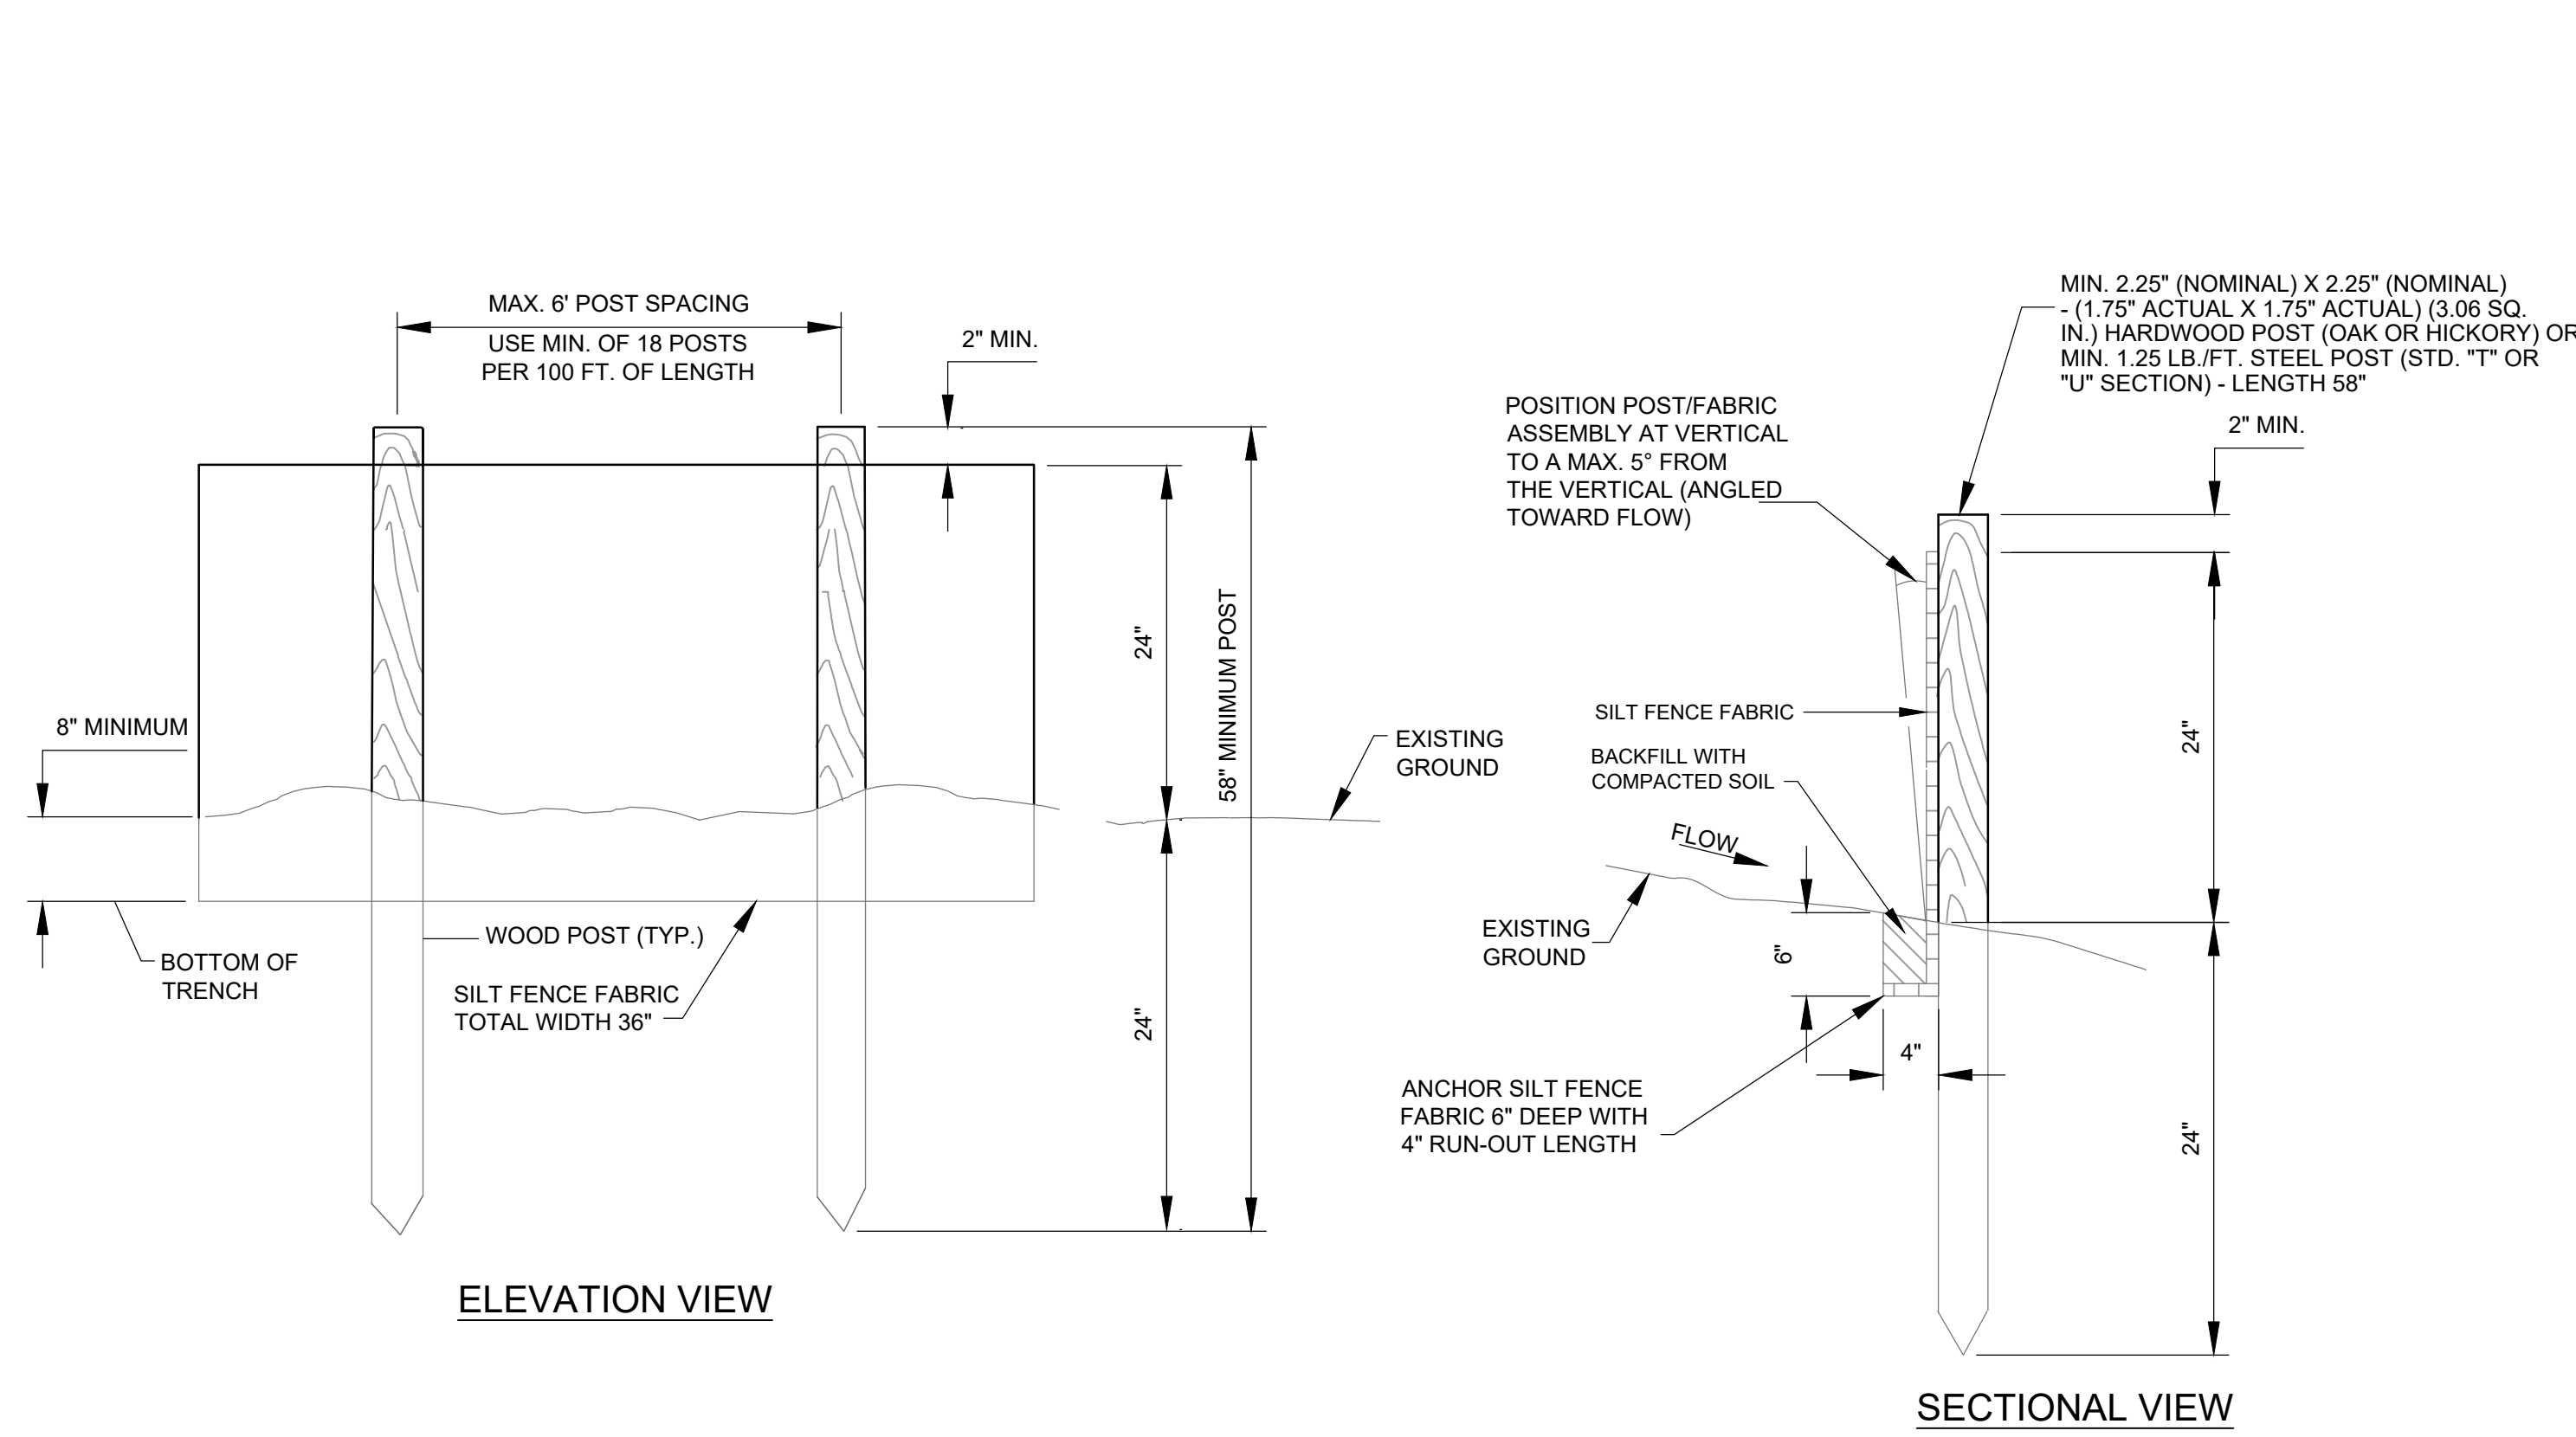 MAX. 6' POST SPACING
USE MIN. OF 18 POSTS
PER 100 FT. OF LENGTH
2" MIN.
8" MINIMUM
24"
58" MINIMUM POST
EXISTING
GROUND
WOOD POST (TYP.)
BOTTOM OF
TRENCH
SILT FENCE FABRIC
TOTAL WIDTH 36"
24"
ELEVATION VIEW
MIN. 2.25" (NOMINAL) X 2.25" (NOMINAL)
- (1.75" ACTUAL X 1.75" ACTUAL) (3.06 SQ.
IN.) HARDWOOD POST (OAK OR HICKORY) OR
MIN. 1.25 LB./FT. STEEL POST (STD. "T" OR
"U" SECTION) - LENGTH 58"
2" MIN.
POSITION POST/FABRIC
ASSEMBLY AT VERTICAL
TO A MAX. 5° FROM
THE VERTICAL (ANGLED
TOWARD FLOW)
SILT FENCE FABRIC
24"
BACKFILL WITH
COMPACTED SOIL
FLOW
EXISTING
GROUND
6"
4"
ANCHOR SILT FENCE
FABRIC 6" DEEP WITH
4" RUN-OUT LENGTH
24"
SECTIONAL VIEW